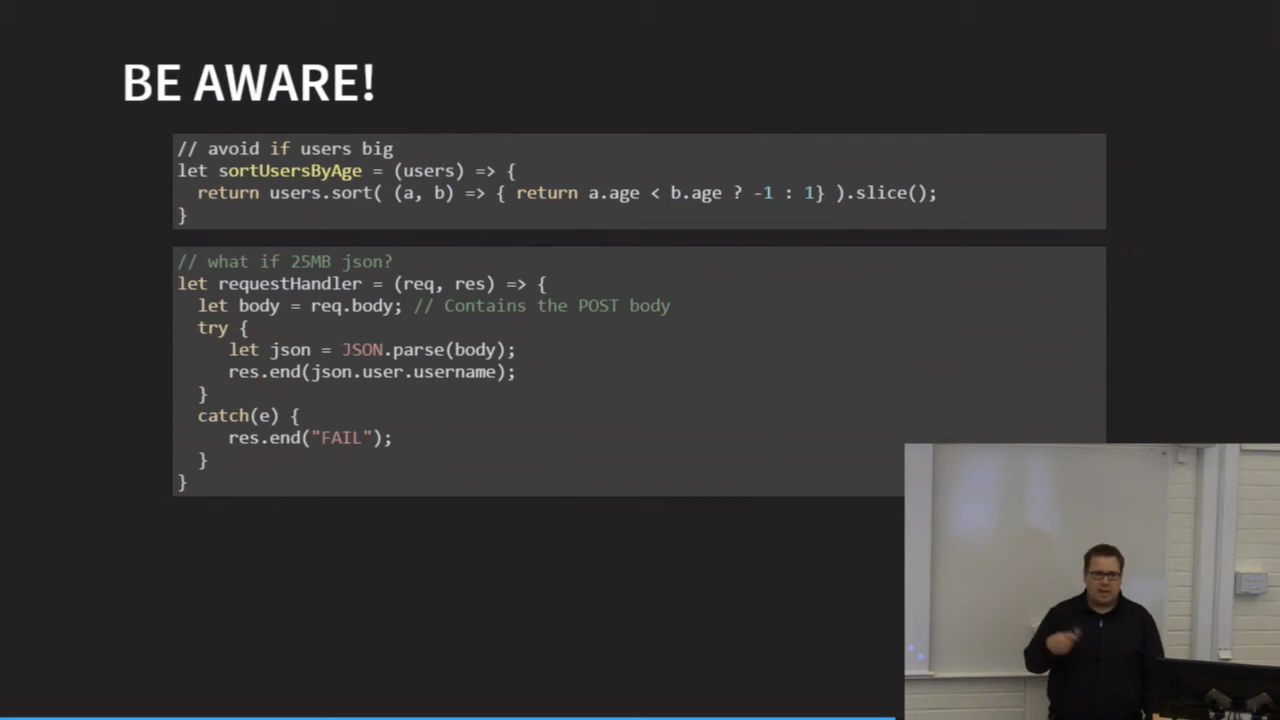 BE AWARE!
// avoid if users big
let sortUsersByAge = (users) => {
return users.sort( (a, b) => { return a.age < b.age ? -1 : 1} ).slice();
}
// what if 25MB json?
let requestHandler = (req, res) => {
let body = req.body; // Contains the POST body
try {
let json = JSON.parse(body);
res.end(json.user.username);
}
catch(e) {
res.end("FAIL");
}
}